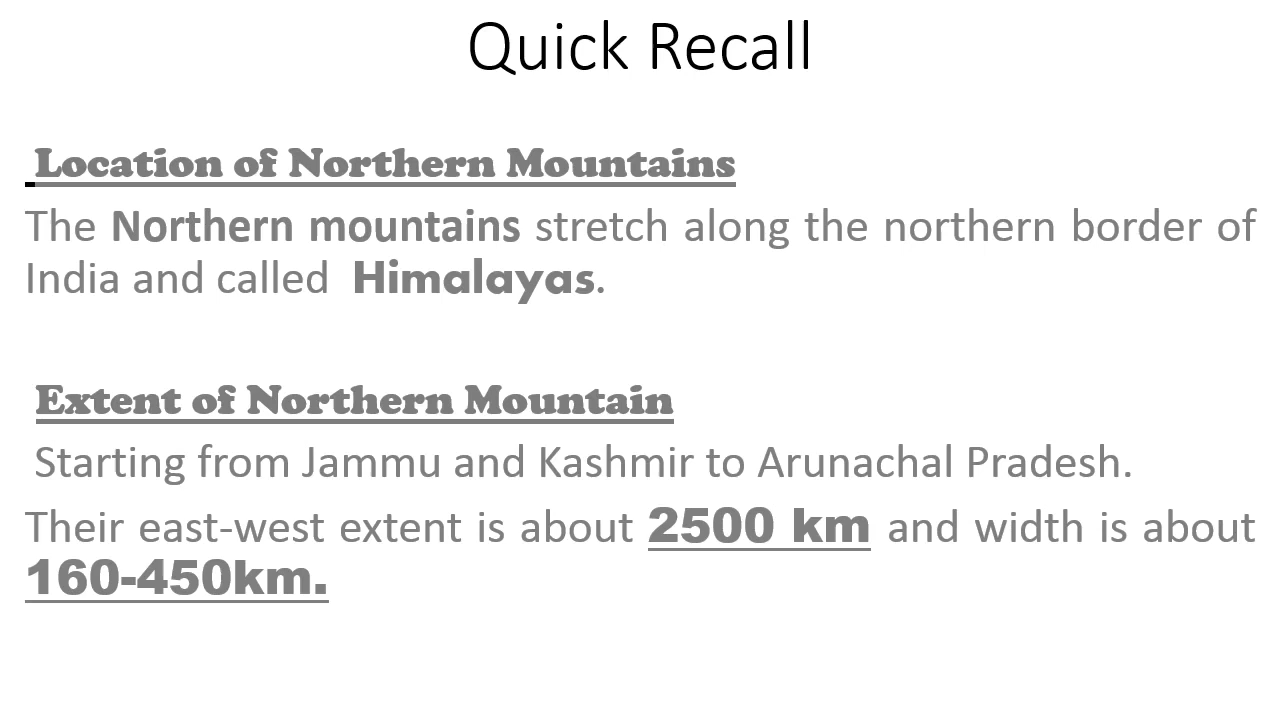 Quick Recall
Location of Northern Mountains
The Northern mountains stretch along the northern border of
India and called Himalayas.
Extent of Northern Mountain
Starting from Jammu and Kashmir to Arunachal Pradesh.
Their east-west extent is about 2500 km and width is about
160-450km.